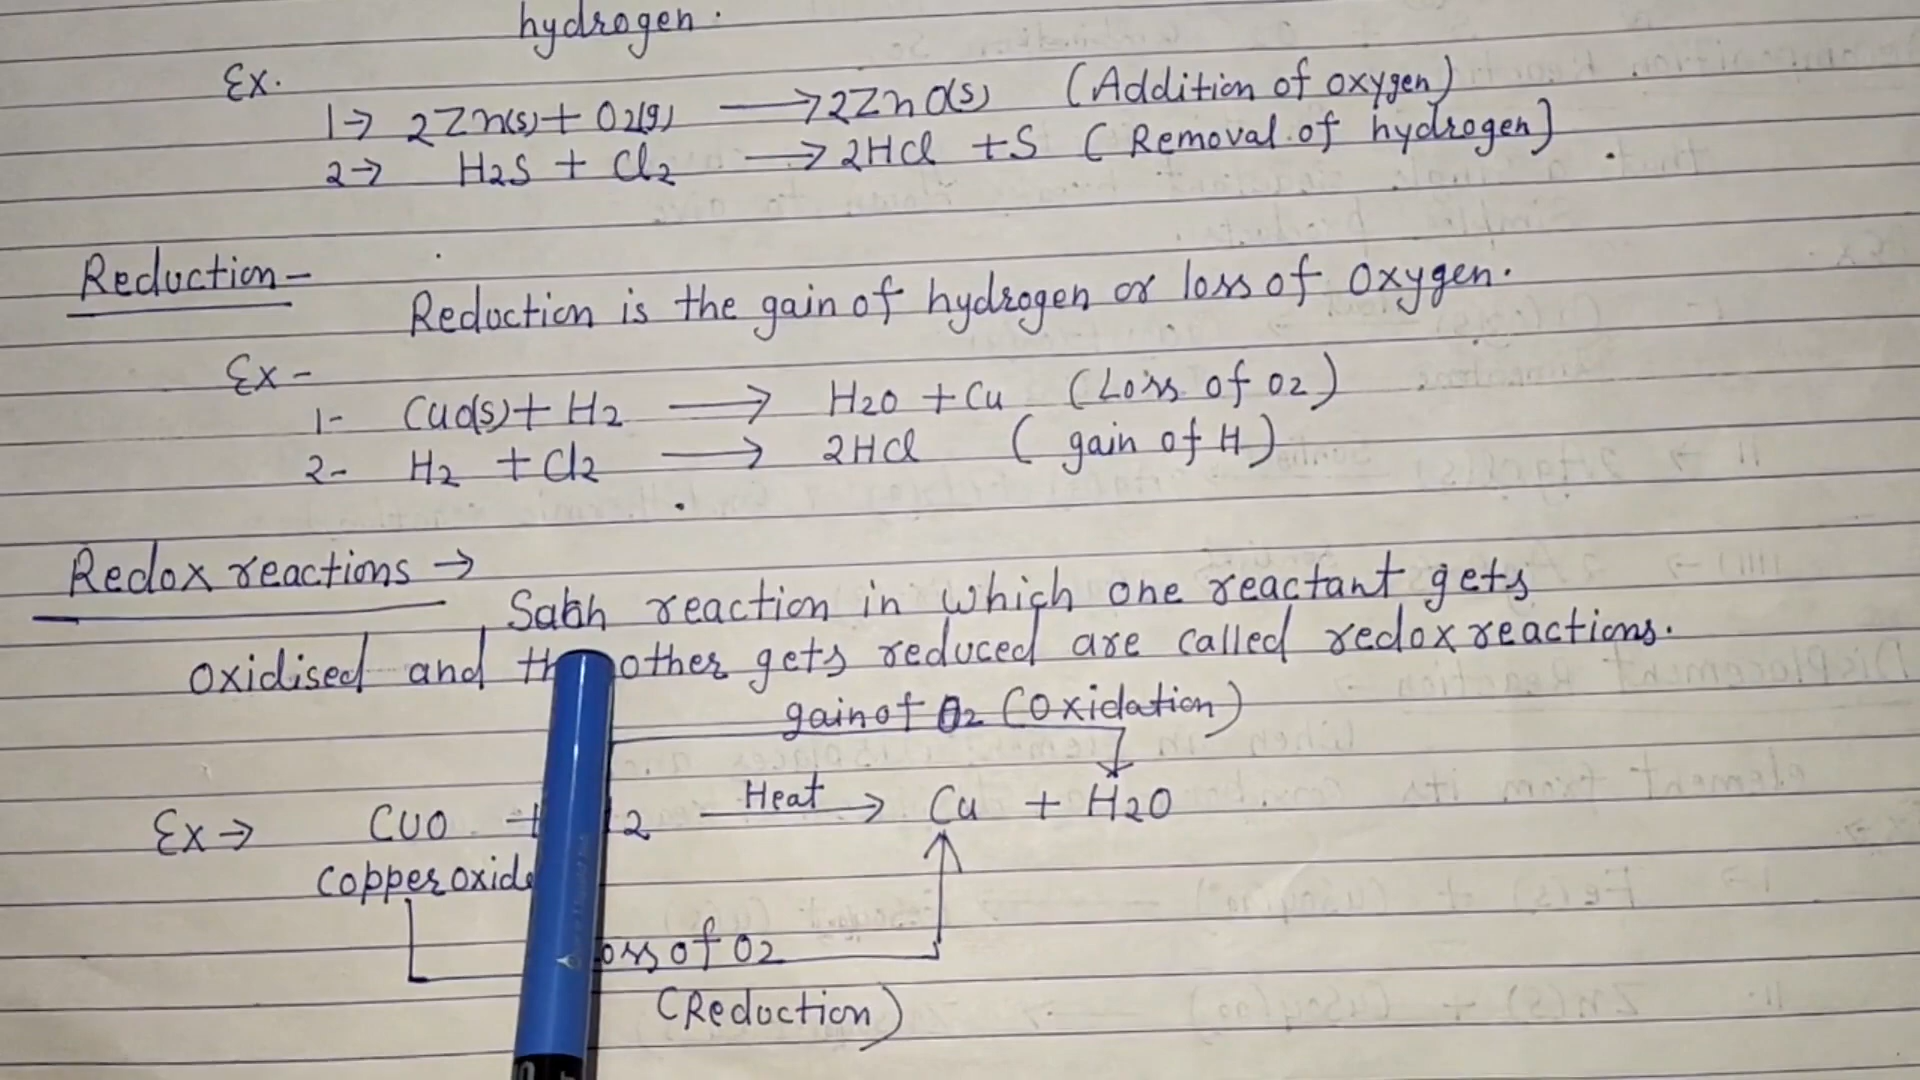 hydrogen.
Ex.
1→ 2Zn(s) + O2(g) ⟶ 2ZnO(s) (Addition of oxygen)
2→ H2S + Cl2 ⟶ 2HCl + S (Removal of hydrogen)
Reduction -
Reduction is the gain of hydrogen or loss of oxygen.
Ex -
1- CuO(s) + H2 ⟶ H2O + Cu (Loss of O2)
2- H2 + Cl2 ⟶ 2HCl (gain of H)
Redox reactions →
reaction in which one reactant gets
oxidised and other gets reduced are called redox reactions.
gain of O2 (Oxidation)
Heat
Ex → CuO + 2 ⟶ Cu + H2O
Copper oxide
oss of O2
(Reduction)